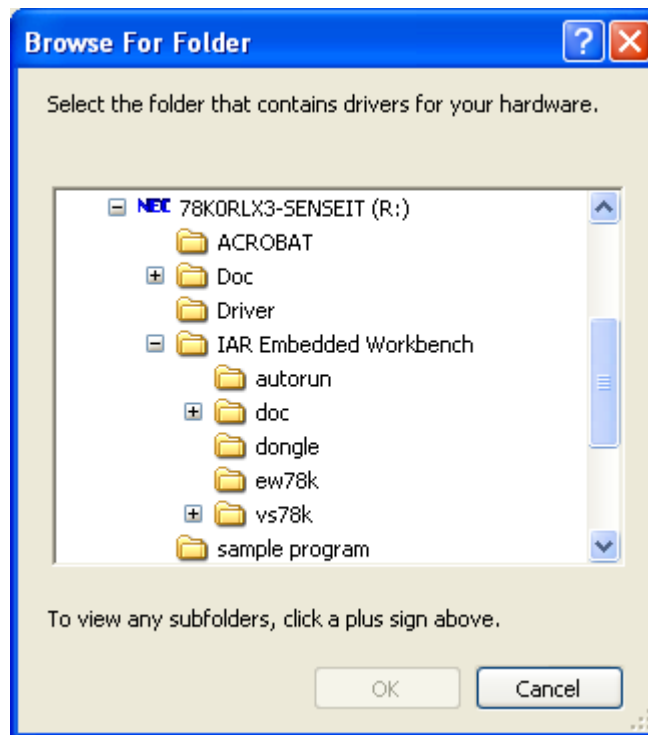 Browse For Folder
Select the folder that contains drivers for your hardware.
NEC 78K0RLX3-SENSEIT (R:)
ACROBAT
Doc
Driver
IAR Embedded Workbench
autorun
doc
dongle
ew78k
vs78k
sample program
To view any subfolders, click a plus sign above.
OK Cancel